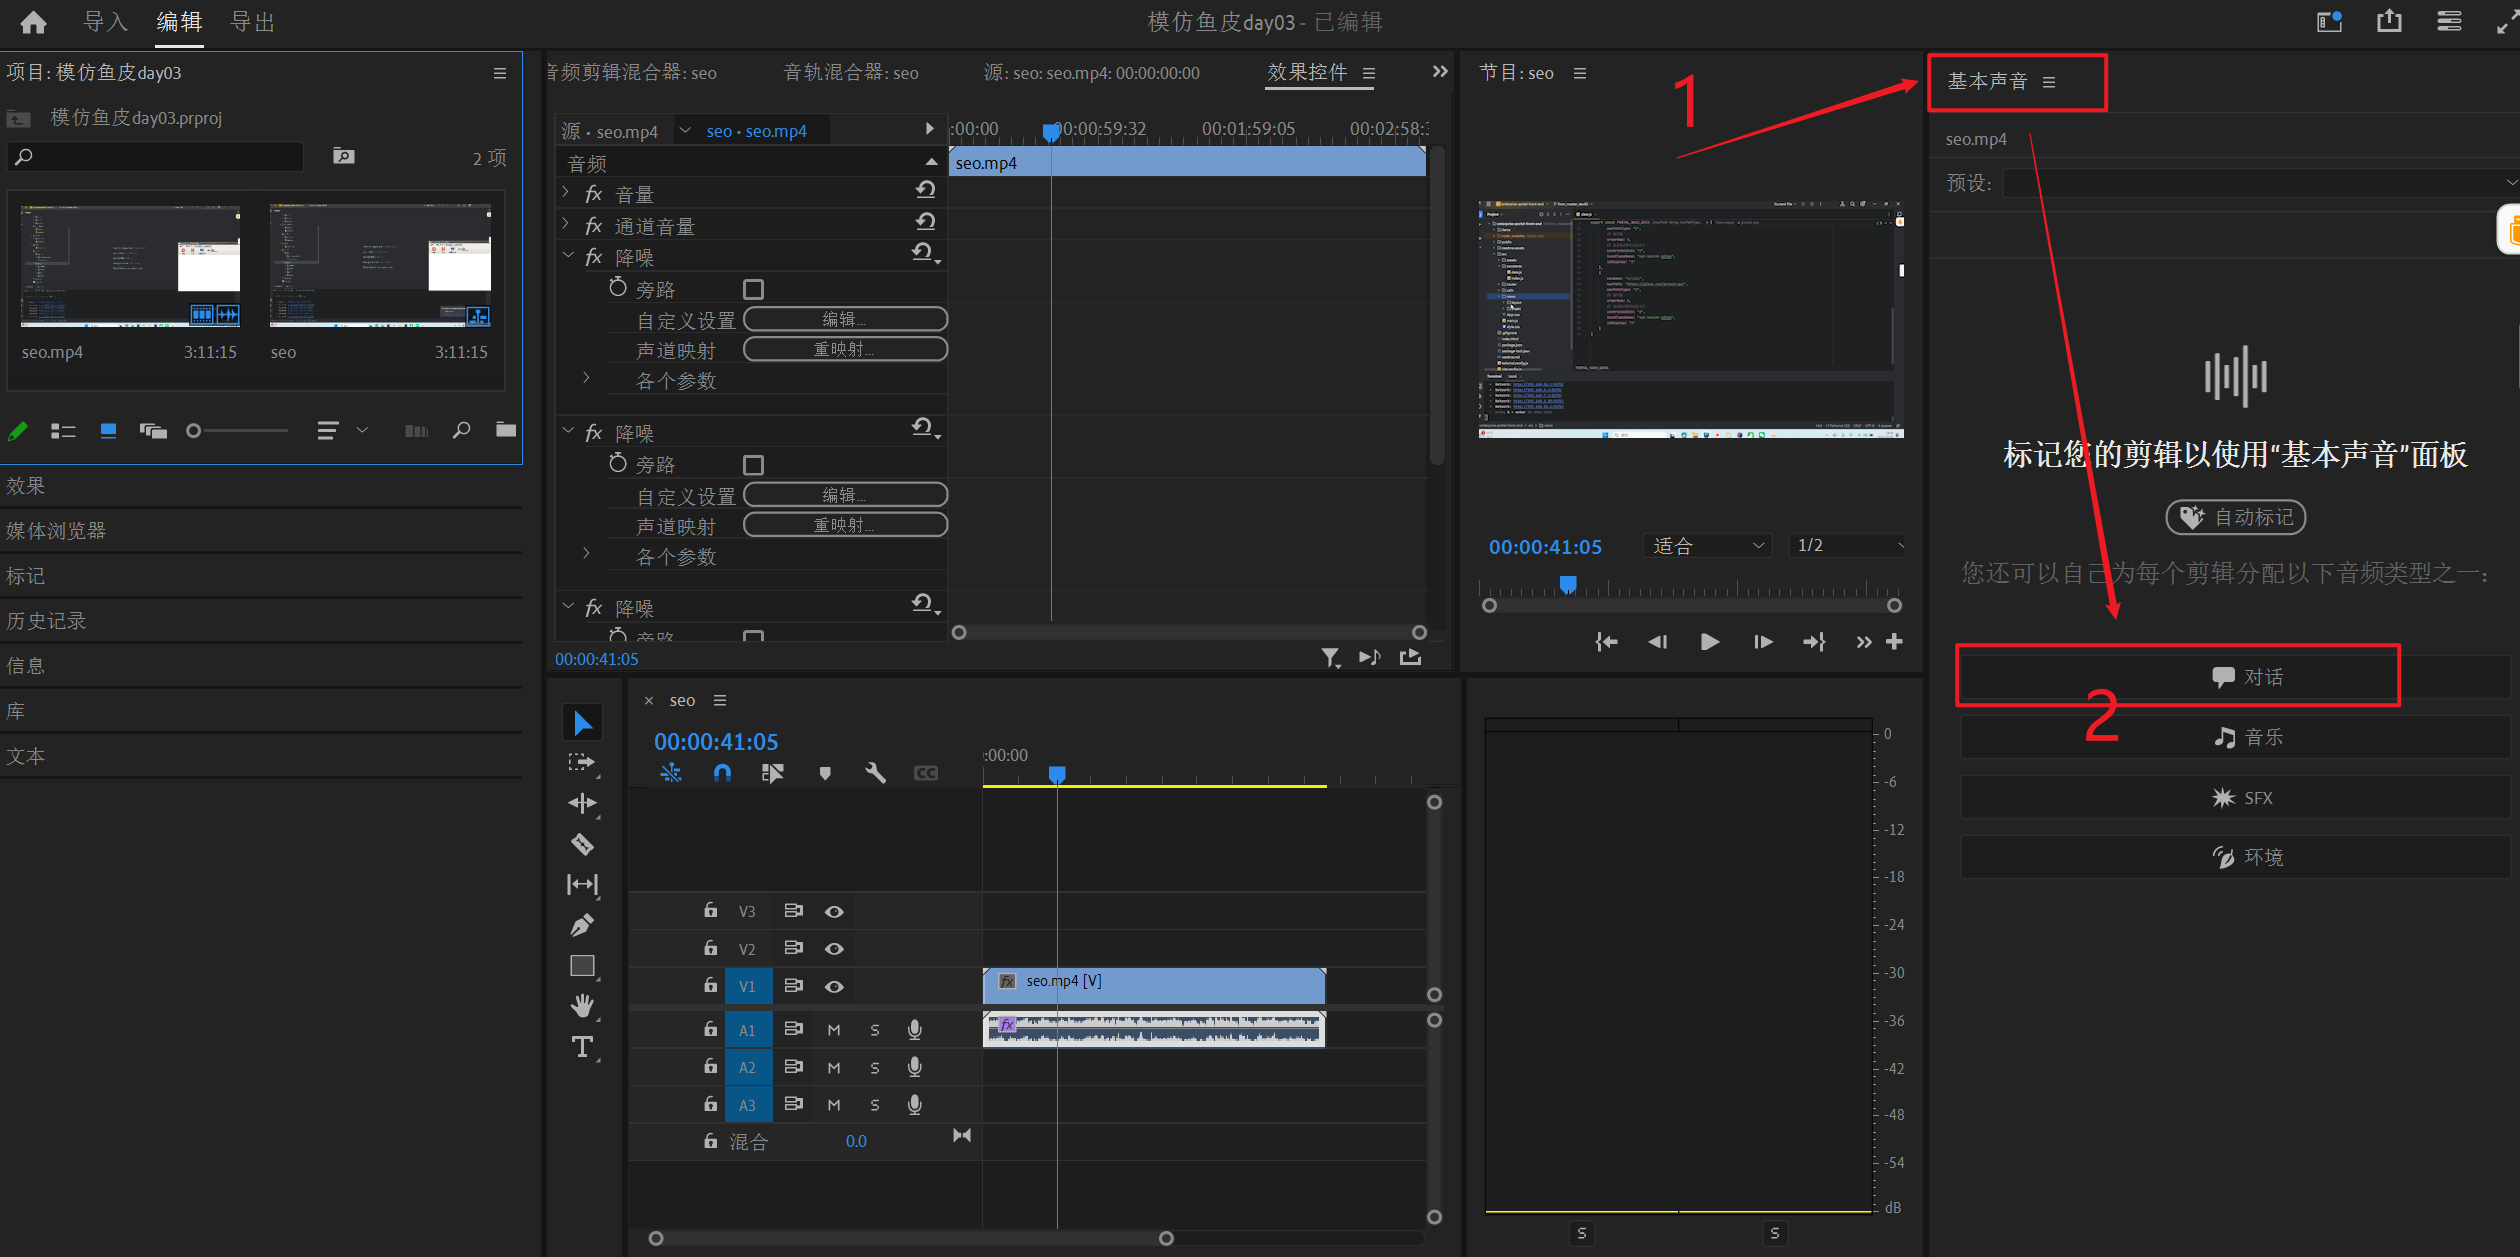 导入 编辑 导出
模仿鱼皮day03 - 已编辑
项目: 模仿鱼皮day03
模仿鱼皮day03.prproj
2 项
seo.mp4 3:11:15
seo 3:11:15
效果
媒体浏览器
标记
历史记录
信息
库
文本
音频剪辑混合器: seo 音轨混合器: seo 源: seo: seo.mp4: 00:00:00:00 效果控件
源 • seo.mp4 seo • seo.mp4
:00:00 00:00:59:32 00:01:59:05 00:02:58:
音频
seo.mp4
fx 音量
fx 通道音量
fx 降噪
旁路
自定义设置 编辑...
声道映射 重映射...
各个参数
fx 降噪
旁路
自定义设置 编辑...
声道映射 重映射...
各个参数
fx 降噪
旁路
00:00:41:05
节目: seo
1
00:00:41:05 适合 1/2
基本声音
seo.mp4
预设:
标记您的剪辑以使用“基本声音”面板
自动标记
您还可以自己为每个剪辑分配以下音频类型之一:
对话
2
音乐
SFX
环境
seo
00:00:41:05
:00:00
CC
V3
V2
V1
fx seo.mp4 [V]
A1 M S
fx
A2 M S
A3 M S
混合 0.0
T
0
-6
-12
-18
-24
-30
-36
-42
-48
-54
dB
S S